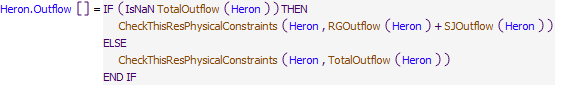 Heron.Outflow [] = IF (IsNaN TotalOutflow (Heron)) THEN
CheckThisResPhysicalConstraints (Heron, RGOutflow (Heron) + SJOutflow (Heron))
ELSE
CheckThisResPhysicalConstraints (Heron, TotalOutflow (Heron))
END IF